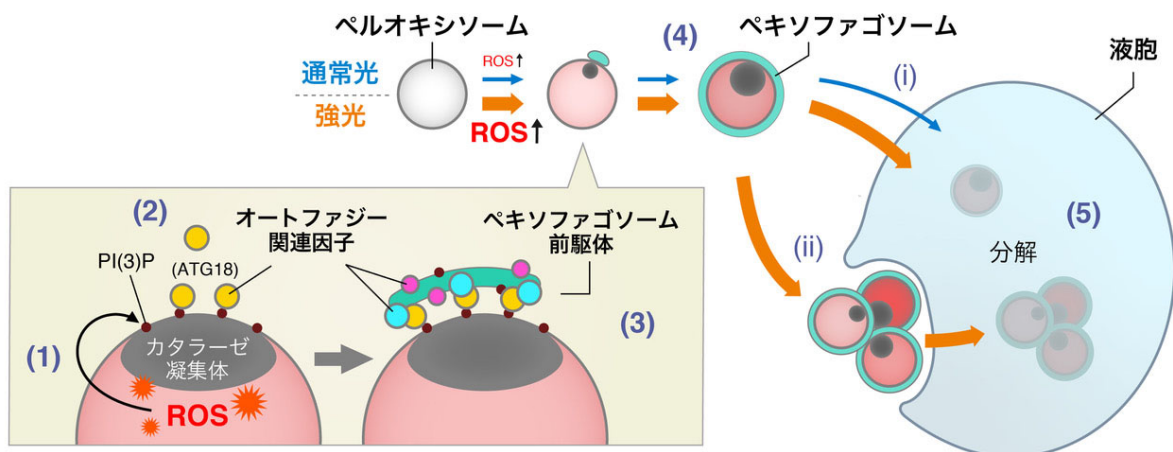 ペルオキシソーム
(4)
ペキソファゴソーム
液胞
通常光
ROS↑
(i)
強光
ROS↑
(2)
オートファジー
関連因子
ペキソファゴソーム
前駆体
(5)
分解
(ii)
PI(3)P
(ATG18)
(3)
(1)
カタラーゼ
凝集体
ROS